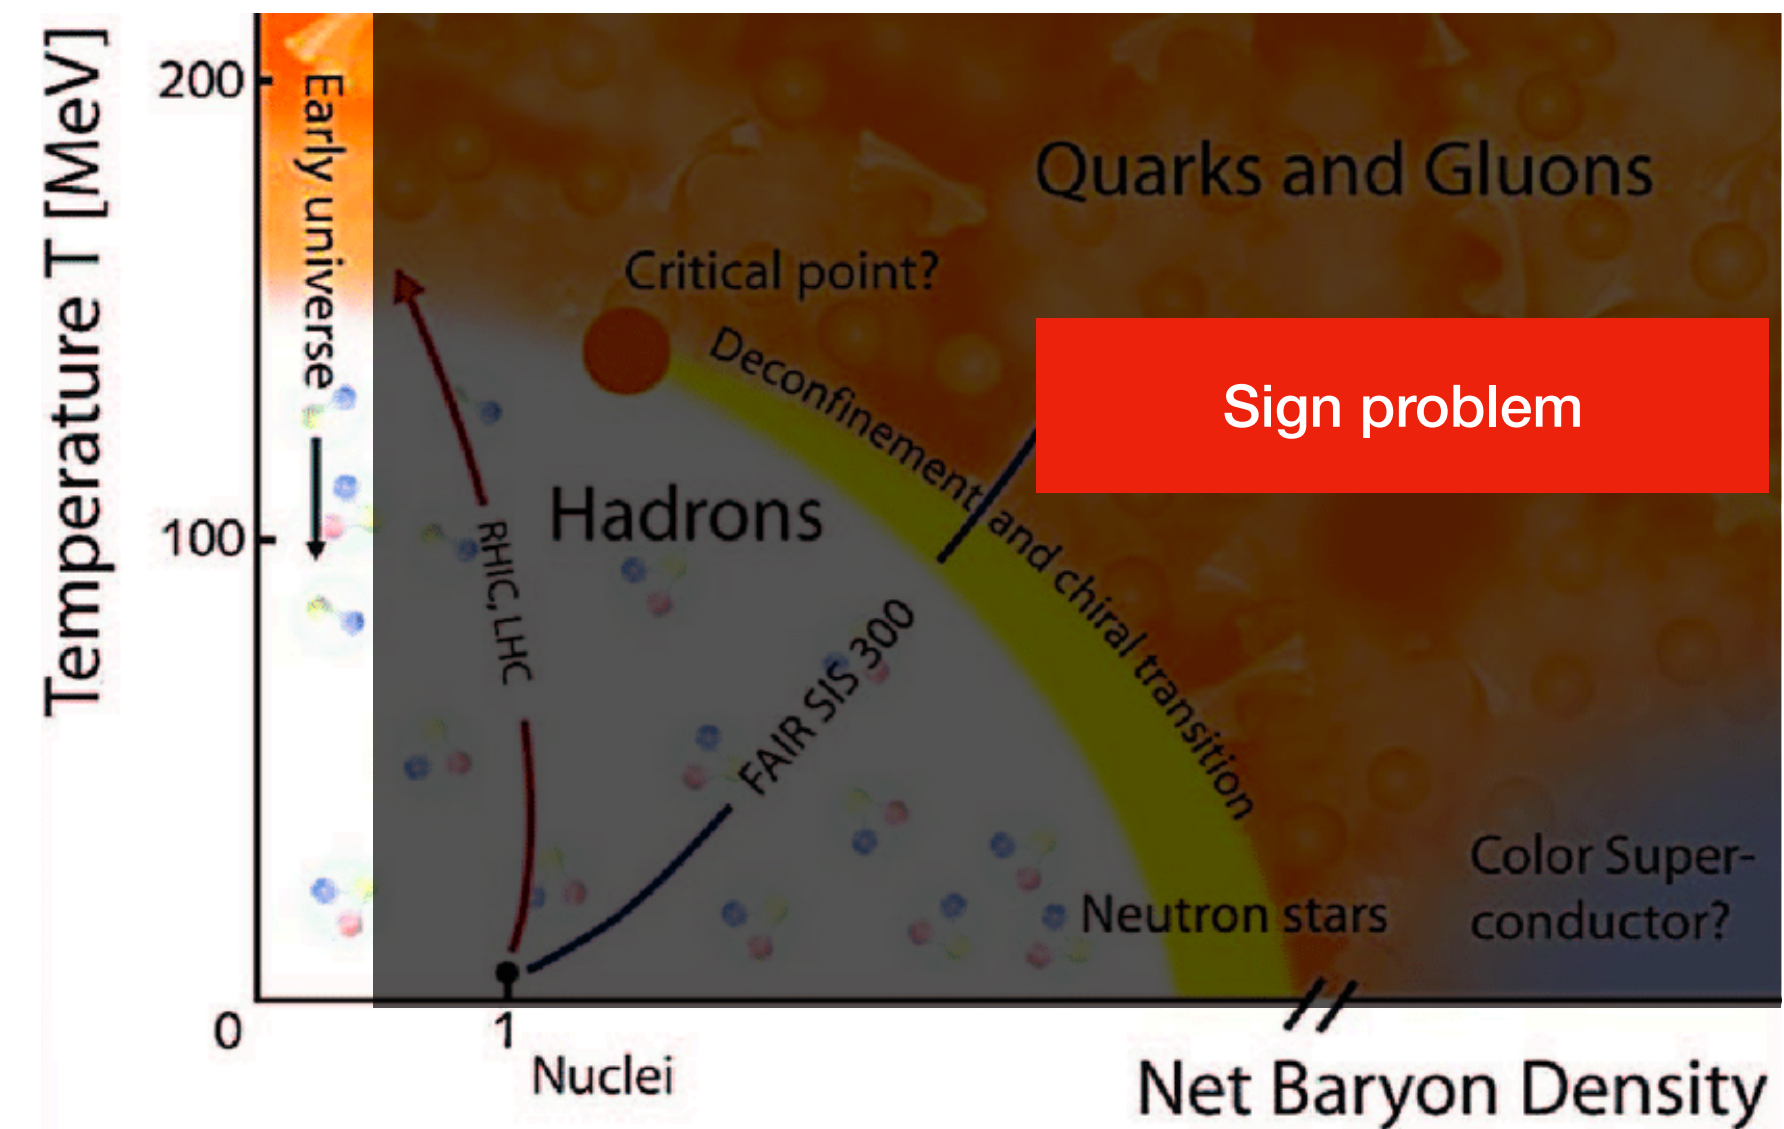 Temperature T [MeV]
200
100
0
Early universe
Quarks and Gluons
Critical point?
Sign problem
Deconfinement and chiral transition
Hadrons
RHIC, LHC
FAIR SIS 300
Color Super-
conductor?
Neutron stars
1
Nuclei
Net Baryon Density